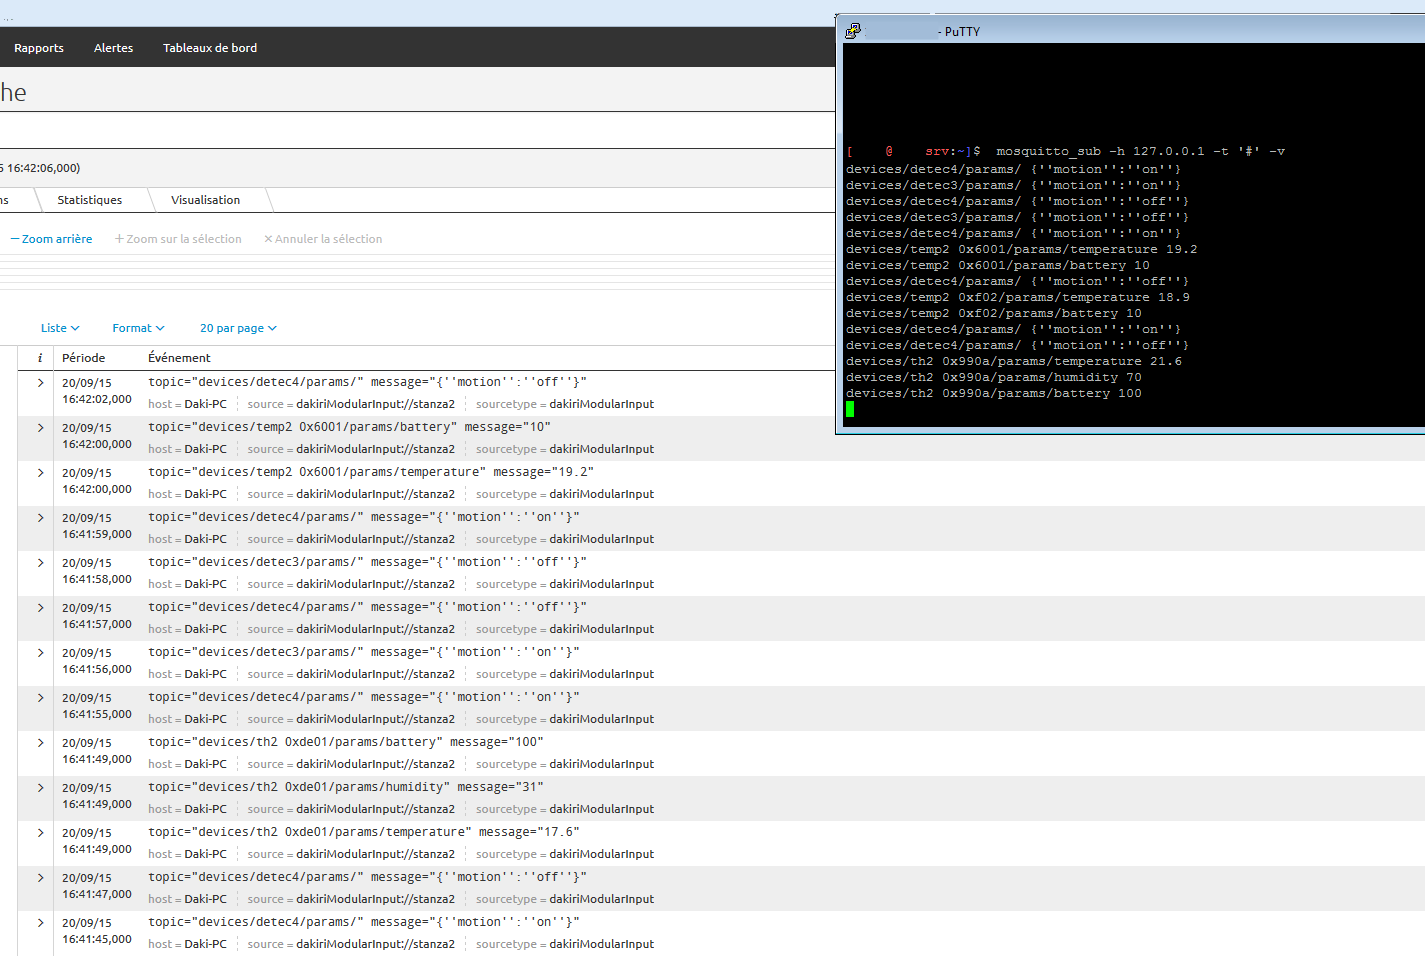 Rapports Alertes Tableaux de bord
he
5 16:42:06,000)
ns Statistiques Visualisation
— Zoom arrière + Zoom sur la sélection × Annuler la sélection
Liste Format 20 par page
i Période Événement
20/09/15 topic="devices/detec4/params/" message="{''motion'':''off''}"
16:42:02,000 host = Daki-PC source = dakiriModularInput://stanza2 sourcetype = dakiriModularInput
20/09/15 topic="devices/temp2 0x6001/params/battery" message="10"
16:42:00,000 host = Daki-PC source = dakiriModularInput://stanza2 sourcetype = dakiriModularInput
20/09/15 topic="devices/temp2 0x6001/params/temperature" message="19.2"
16:42:00,000 host = Daki-PC source = dakiriModularInput://stanza2 sourcetype = dakiriModularInput
20/09/15 topic="devices/detec4/params/" message="{''motion'':''on''}"
16:41:59,000 host = Daki-PC source = dakiriModularInput://stanza2 sourcetype = dakiriModularInput
20/09/15 topic="devices/detec3/params/" message="{''motion'':''off''}"
16:41:58,000 host = Daki-PC source = dakiriModularInput://stanza2 sourcetype = dakiriModularInput
20/09/15 topic="devices/detec4/params/" message="{''motion'':''off''}"
16:41:57,000 host = Daki-PC source = dakiriModularInput://stanza2 sourcetype = dakiriModularInput
20/09/15 topic="devices/detec3/params/" message="{''motion'':''on''}"
16:41:56,000 host = Daki-PC source = dakiriModularInput://stanza2 sourcetype = dakiriModularInput
20/09/15 topic="devices/detec4/params/" message="{''motion'':''on''}"
16:41:55,000 host = Daki-PC source = dakiriModularInput://stanza2 sourcetype = dakiriModularInput
20/09/15 topic="devices/th2 0xde01/params/battery" message="100"
16:41:49,000 host = Daki-PC source = dakiriModularInput://stanza2 sourcetype = dakiriModularInput
20/09/15 topic="devices/th2 0xde01/params/humidity" message="31"
16:41:49,000 host = Daki-PC source = dakiriModularInput://stanza2 sourcetype = dakiriModularInput
20/09/15 topic="devices/th2 0xde01/params/temperature" message="17.6"
16:41:49,000 host = Daki-PC source = dakiriModularInput://stanza2 sourcetype = dakiriModularInput
20/09/15 topic="devices/detec4/params/" message="{''motion'':''off''}"
16:41:47,000 host = Daki-PC source = dakiriModularInput://stanza2 sourcetype = dakiriModularInput
20/09/15 topic="devices/detec4/params/" message="{''motion'':''on''}"
16:41:45,000 host = Daki-PC source = dakiriModularInput://stanza2 sourcetype = dakiriModularInput
- PuTTY
[ @ srv:~]$ mosquitto_sub -h 127.0.0.1 -t '#' -v
devices/detec4/params/ {''motion'':''on''}
devices/detec3/params/ {''motion'':''on''}
devices/detec4/params/ {''motion'':''off''}
devices/detec3/params/ {''motion'':''off''}
devices/detec4/params/ {''motion'':''on''}
devices/temp2 0x6001/params/temperature 19.2
devices/temp2 0x6001/params/battery 10
devices/detec4/params/ {''motion'':''off''}
devices/temp2 0xf02/params/temperature 18.9
devices/temp2 0xf02/params/battery 10
devices/detec4/params/ {''motion'':''on''}
devices/detec4/params/ {''motion'':''off''}
devices/th2 0x990a/params/temperature 21.6
devices/th2 0x990a/params/humidity 70
devices/th2 0x990a/params/battery 100